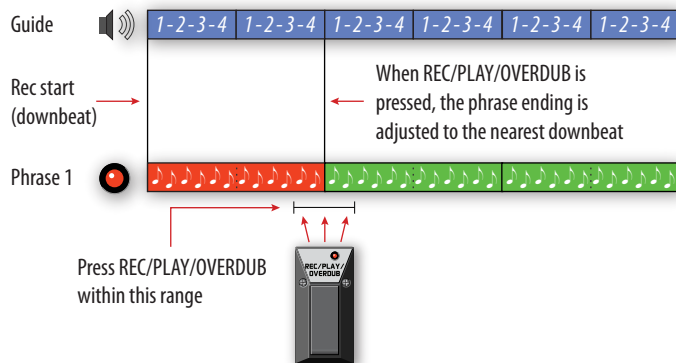 Guide
1-2-3-4 1-2-3-4 1-2-3-4 1-2-3-4 1-2-3-4 1-2-3-4
Rec start
(downbeat)
When REC/PLAY/OVERDUB is
pressed, the phrase ending is
adjusted to the nearest downbeat
Phrase 1
Press REC/PLAY/OVERDUB
within this range
REC/PLAY/
OVERDUB